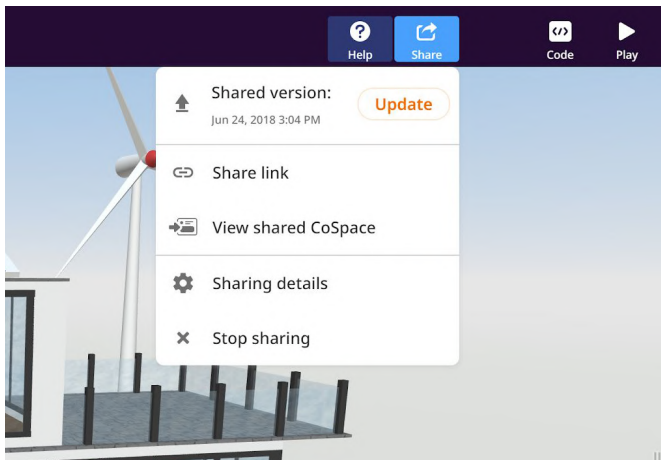 Help
Share
Code
Play
Shared version:
Jun 24, 2018 3:04 PM
Update
Share link
View shared CoSpace
Sharing details
Stop sharing